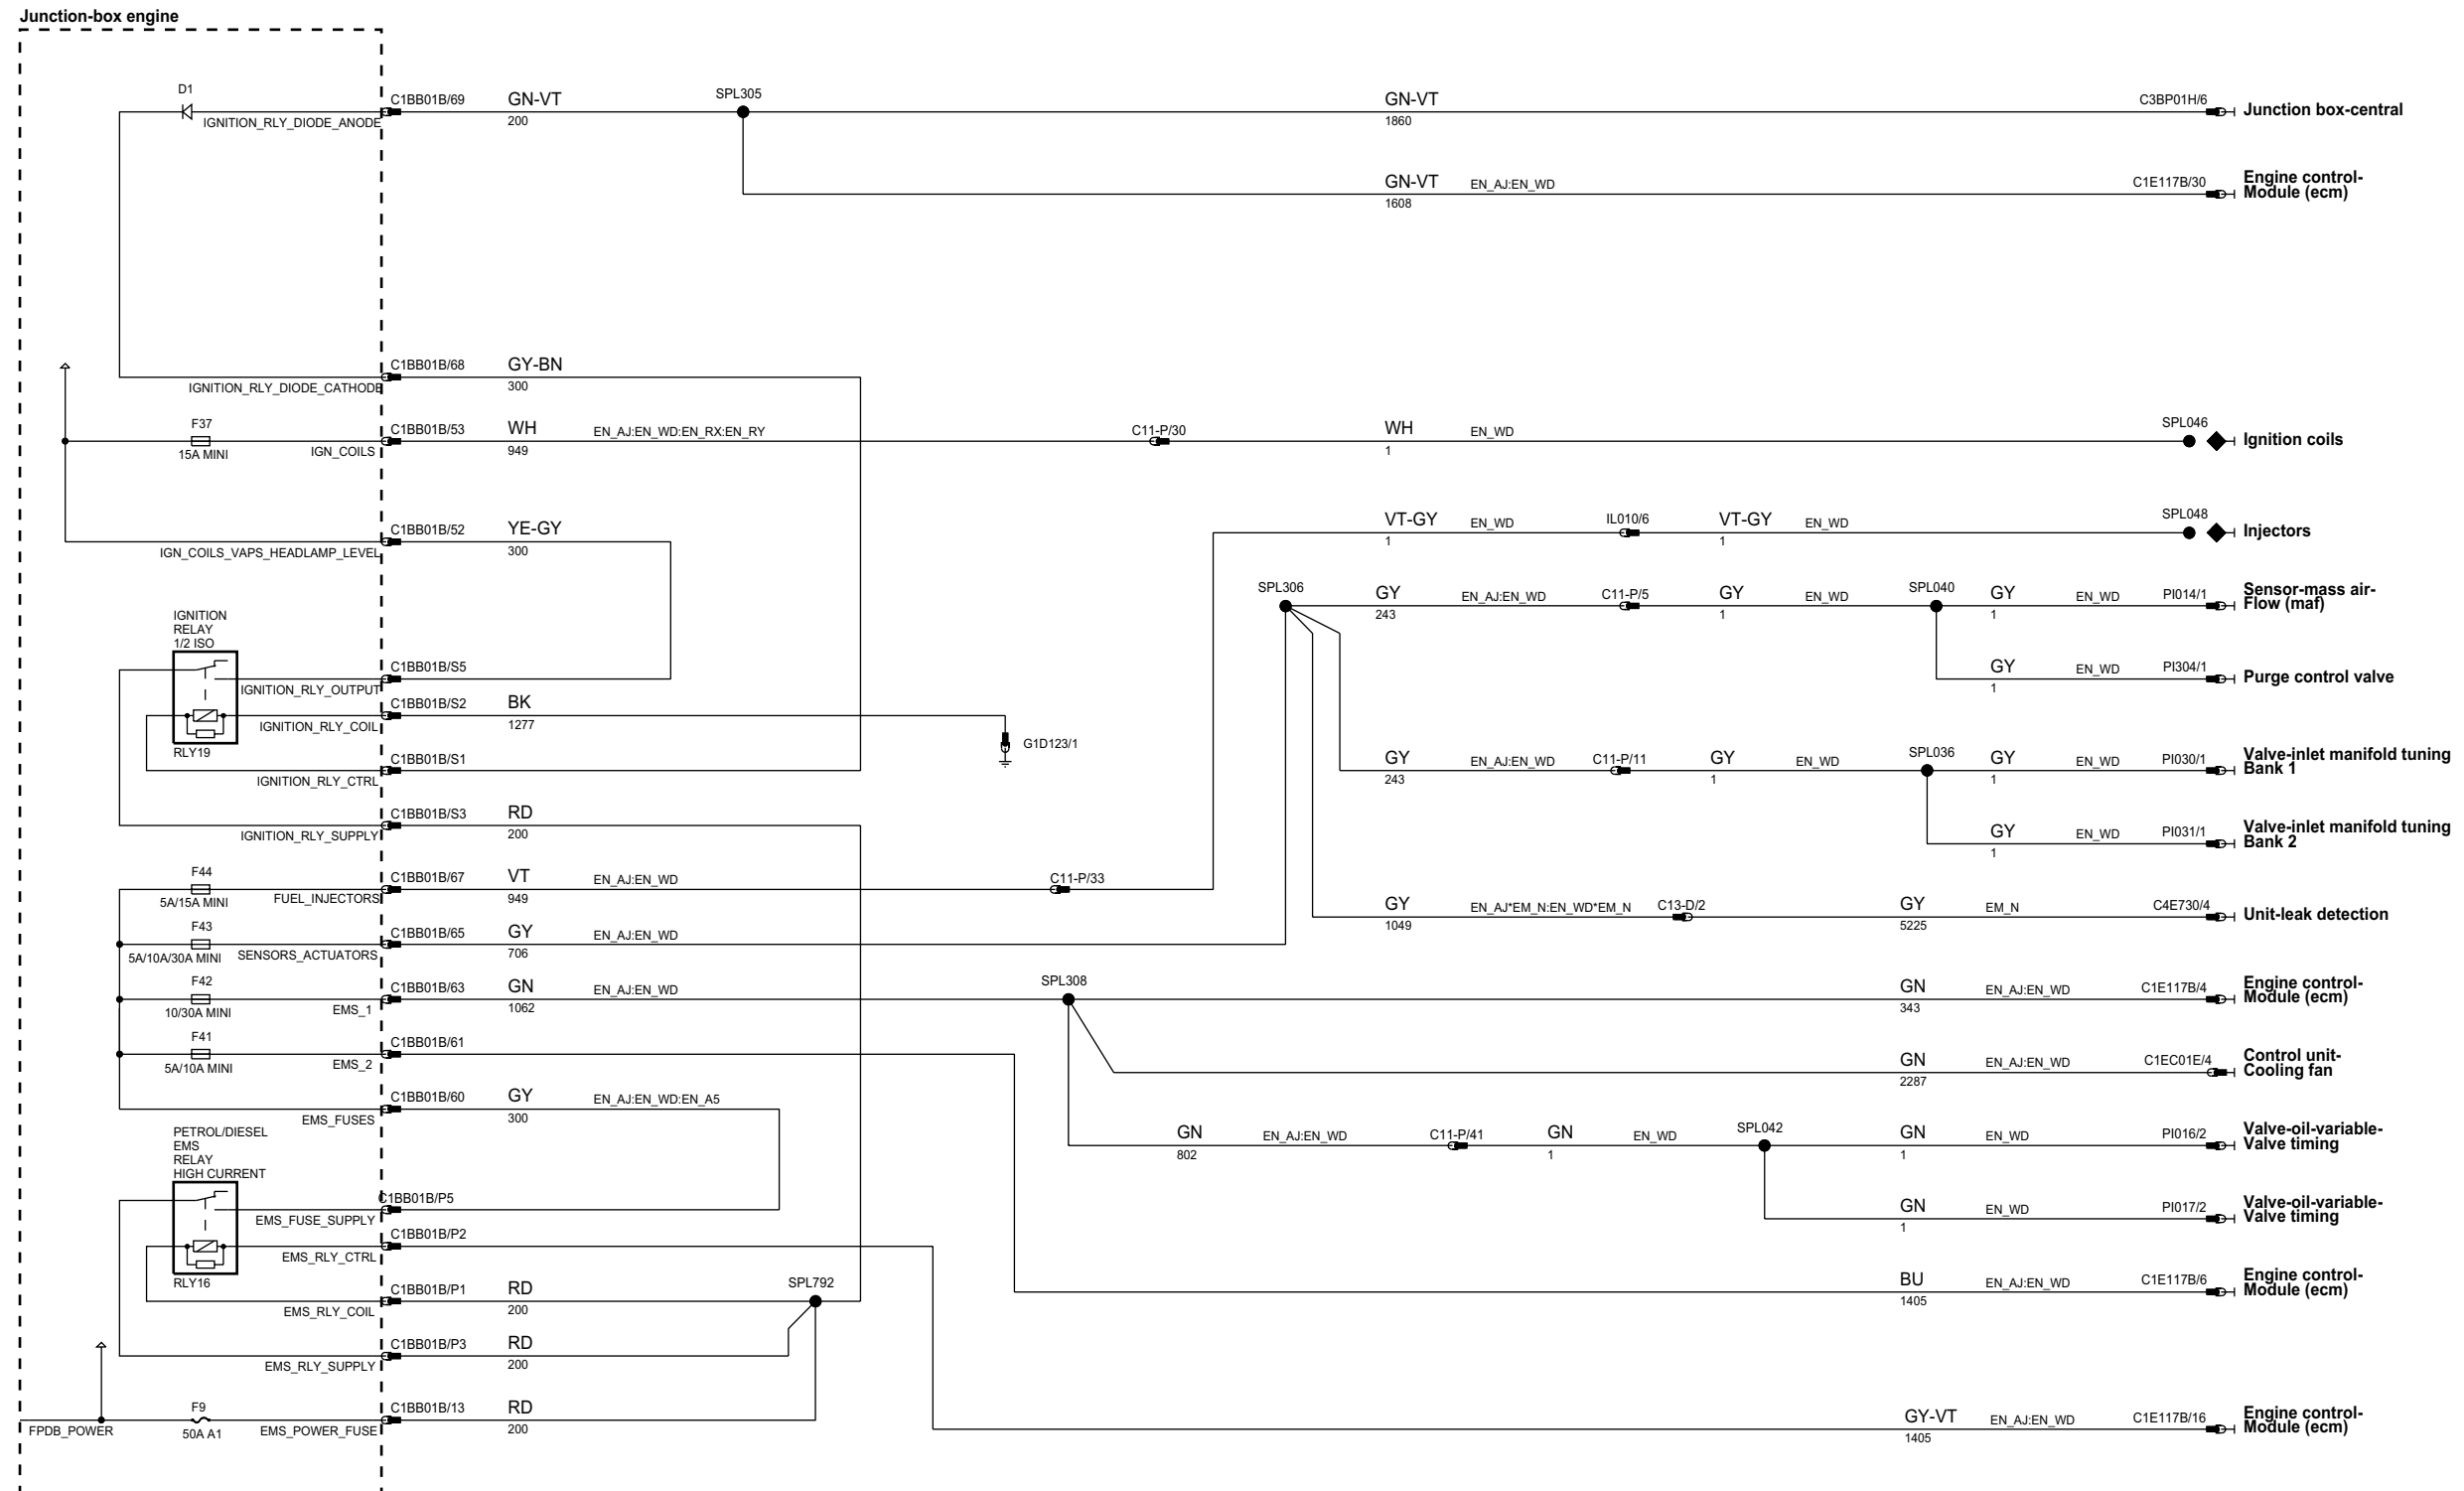 Junction-box engine
D1
IGNITION_RLY_DIODE_ANODE
C1BB01B/69
GN-VT
200
SPL305
GN-VT
1860
C3BP01H/6
Junction box-central
GN-VT
1608
EN_AJ:EN_WD
C1E117B/30
Engine control-
Module (ecm)
IGNITION_RLY_DIODE_CATHODE
C1BB01B/68
GY-BN
300
F37
15A MINI
IGN_COILS
C1BB01B/53
WH
949
EN_AJ:EN_WD:EN_RX:EN_RY
C11-P/30
WH
1
EN_WD
SPL046
Ignition coils
IGN_COILS_VAPS_HEADLAMP_LEVEL
C1BB01B/52
YE-GY
300
VT-GY
1
EN_WD
IL010/6
VT-GY
1
EN_WD
SPL048
Injectors
SPL306
GY
243
EN_AJ:EN_WD
C11-P/5
GY
1
EN_WD
SPL040
GY
1
EN_WD
PI014/1
Sensor-mass air-
Flow (maf)
GY
1
EN_WD
PI304/1
Purge control valve
IGNITION
RELAY
1/2 ISO
RLY19
IGNITION_RLY_OUTPUT
C1BB01B/S5
IGNITION_RLY_COIL
C1BB01B/S2
BK
1277
G1D123/1
IGNITION_RLY_CTRL
C1BB01B/S1
GY
243
EN_AJ:EN_WD
C11-P/11
GY
1
EN_WD
SPL036
GY
1
EN_WD
PI030/1
Valve-inlet manifold tuning
Bank 1
IGNITION_RLY_SUPPLY
C1BB01B/S3
RD
200
GY
1
EN_WD
PI031/1
Valve-inlet manifold tuning
Bank 2
F44
5A/15A MINI
FUEL_INJECTORS
C1BB01B/67
VT
949
EN_AJ:EN_WD
C11-P/33
GY
1049
EN_AJ*EM_N:EN_WD*EM_N
C13-D/2
GY
5225
EM_N
C4E730/4
Unit-leak detection
F43
5A/10A/30A MINI
SENSORS_ACTUATORS
C1BB01B/65
GY
706
EN_AJ:EN_WD
F42
10/30A MINI
EMS_1
C1BB01B/63
GN
1062
EN_AJ:EN_WD
SPL308
GN
343
EN_AJ:EN_WD
C1E117B/4
Engine control-
Module (ecm)
F41
5A/10A MINI
EMS_2
C1BB01B/61
GN
2287
EN_AJ:EN_WD
C1EC01E/4
Control unit-
Cooling fan
EMS_FUSES
C1BB01B/60
GY
300
EN_AJ:EN_WD:EN_A5
GN
802
EN_AJ:EN_WD
C11-P/41
GN
1
EN_WD
SPL042
GN
1
EN_WD
PI016/2
Valve-oil-variable-
Valve timing
PETROL/DIESEL
EMS
RELAY
HIGH CURRENT
RLY16
EMS_FUSE_SUPPLY
C1BB01B/P5
GN
1
EN_WD
PI017/2
Valve-oil-variable-
Valve timing
EMS_RLY_CTRL
C1BB01B/P2
EMS_RLY_COIL
C1BB01B/P1
RD
200
SPL792
BU
1405
EN_AJ:EN_WD
C1E117B/6
Engine control-
Module (ecm)
EMS_RLY_SUPPLY
C1BB01B/P3
RD
200
FPDB_POWER
F9
50A A1
EMS_POWER_FUSE
C1BB01B/13
RD
200
GY-VT
1405
EN_AJ:EN_WD
C1E117B/16
Engine control-
Module (ecm)